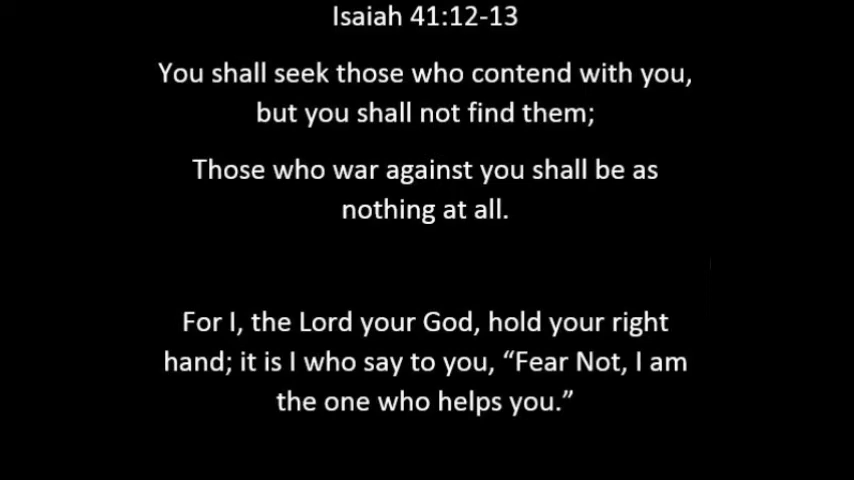 Isaiah 41:12-13
You shall seek those who contend with you,
but you shall not find them;
Those who war against you shall be as
nothing at all.
For I, the Lord your God, hold your right
hand; it is I who say to you, “Fear Not, I am
the one who helps you.”